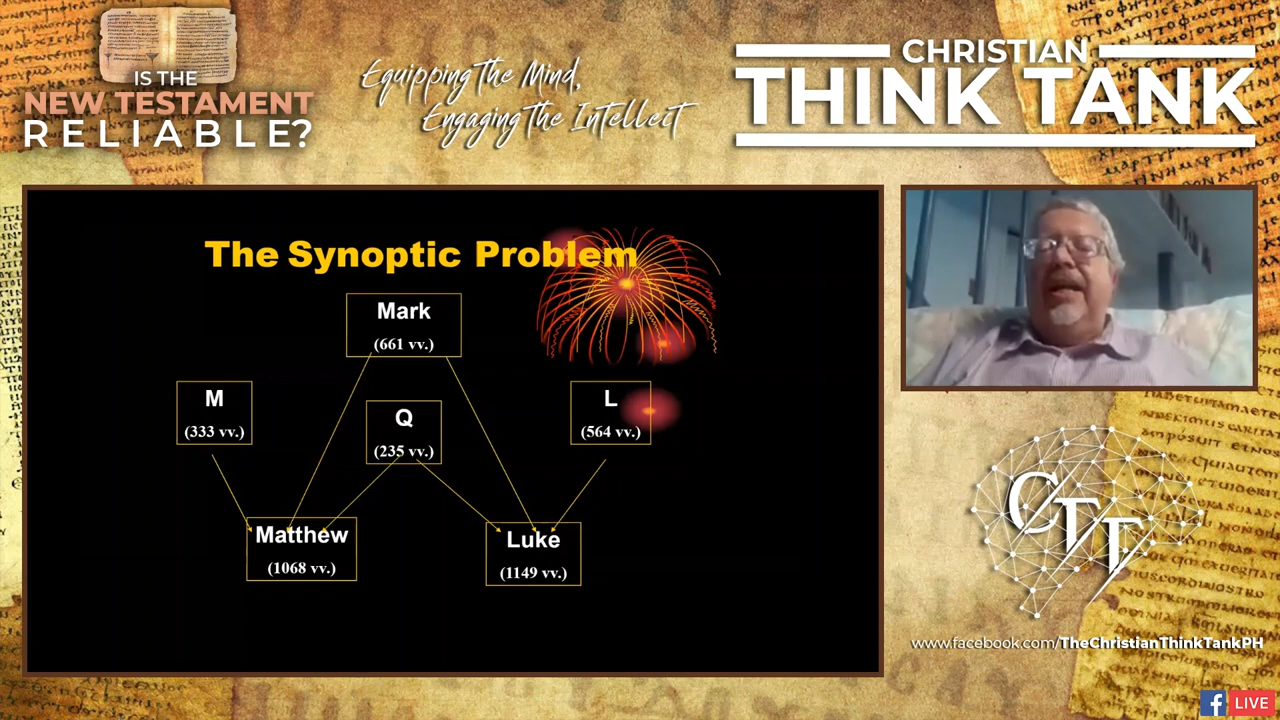 IS THE
NEW TESTAMENT
RELIABLE?
Equipping The Mind,
Engaging The Intellect
CHRISTIAN
THINK TANK
The Synoptic Problem
Mark
(661 vv.)
M
(333 vv.)
Q
(235 vv.)
L
(564 vv.)
Matthew
(1068 vv.)
Luke
(1149 vv.)
CTT
www.facebook.com/TheChristianThinkTankPH
f LIVE